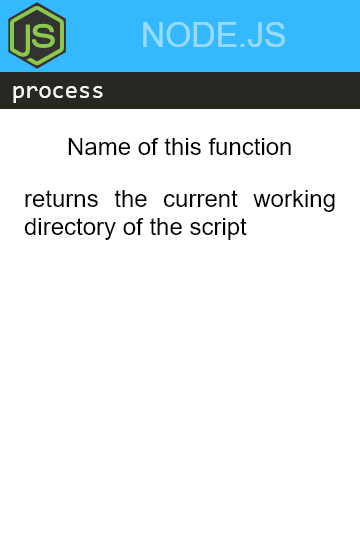 JS
NODE.JS
process
Name of this function
returns the current working
directory of the script